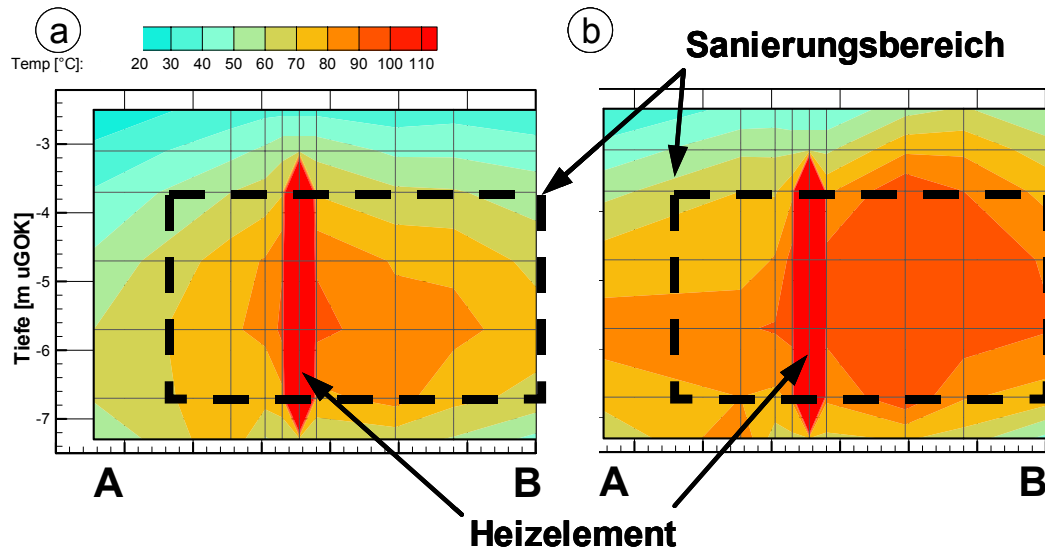 a
Temp [°C]: 20 30 40 50 60 70 80 90 100 110
b
Sanierungsbereich
Tiefe [m uGOK]
-3
-4
-5
-6
-7
A B
A B
Heizelement